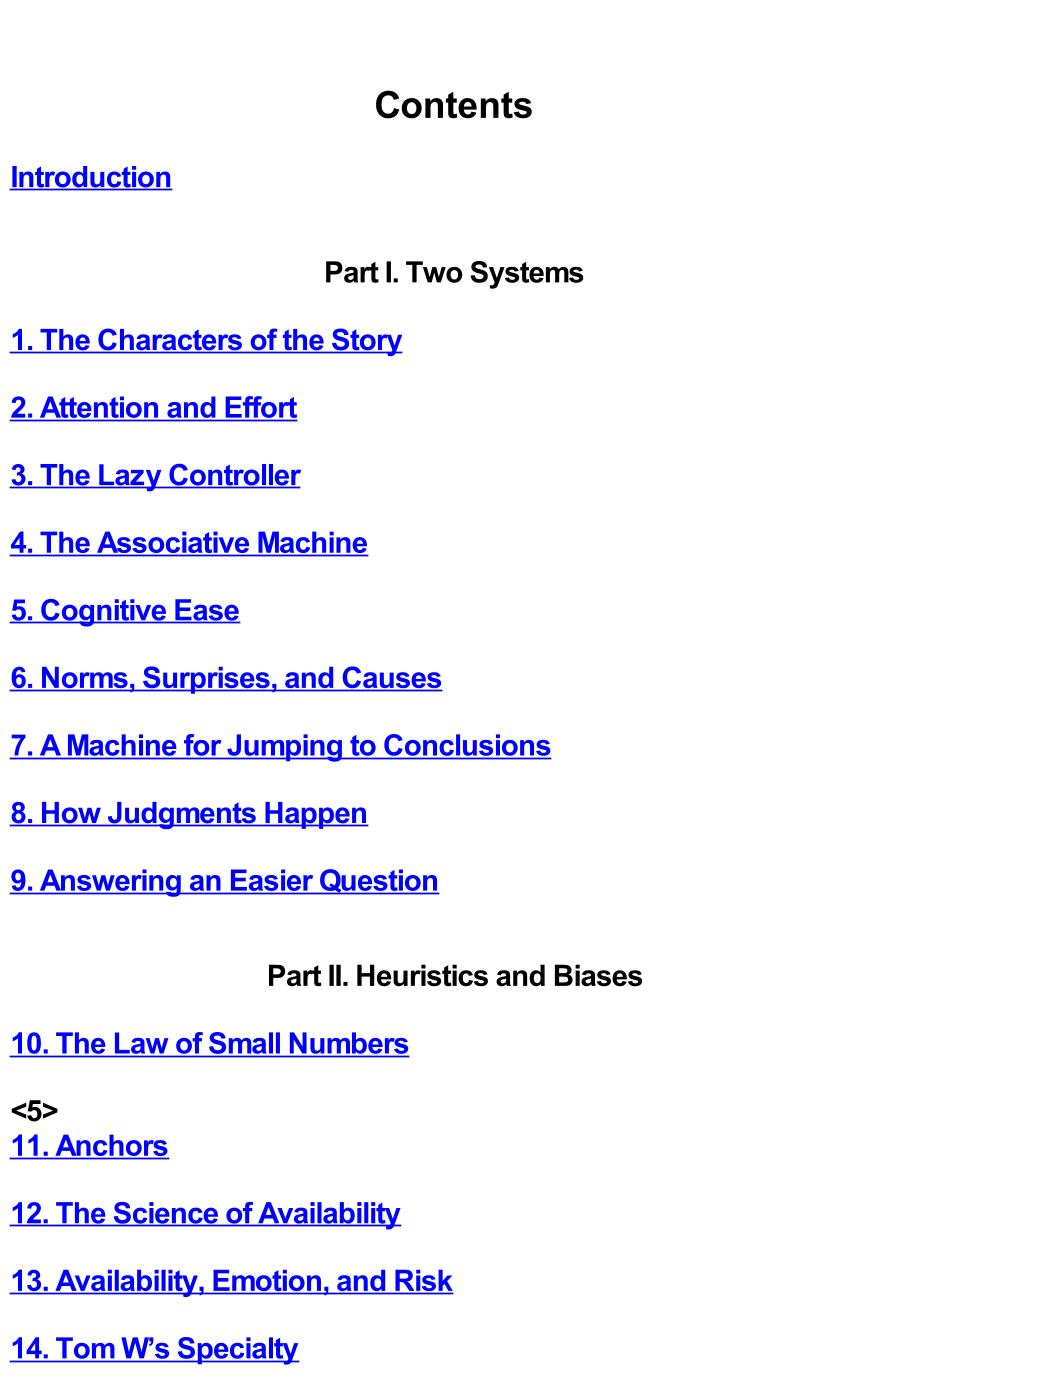 Contents
Introduction
Part I. Two Systems
1. The Characters of the Story
2. Attention and Effort
3. The Lazy Controller
4. The Associative Machine
5. Cognitive Ease
6. Norms, Surprises, and Causes
7. A Machine for Jumping to Conclusions
8. How Judgments Happen
9. Answering an Easier Question
Part II. Heuristics and Biases
10. The Law of Small Numbers
<5>
11. Anchors
12. The Science of Availability
13. Availability, Emotion, and Risk
14. Tom W’s Specialty